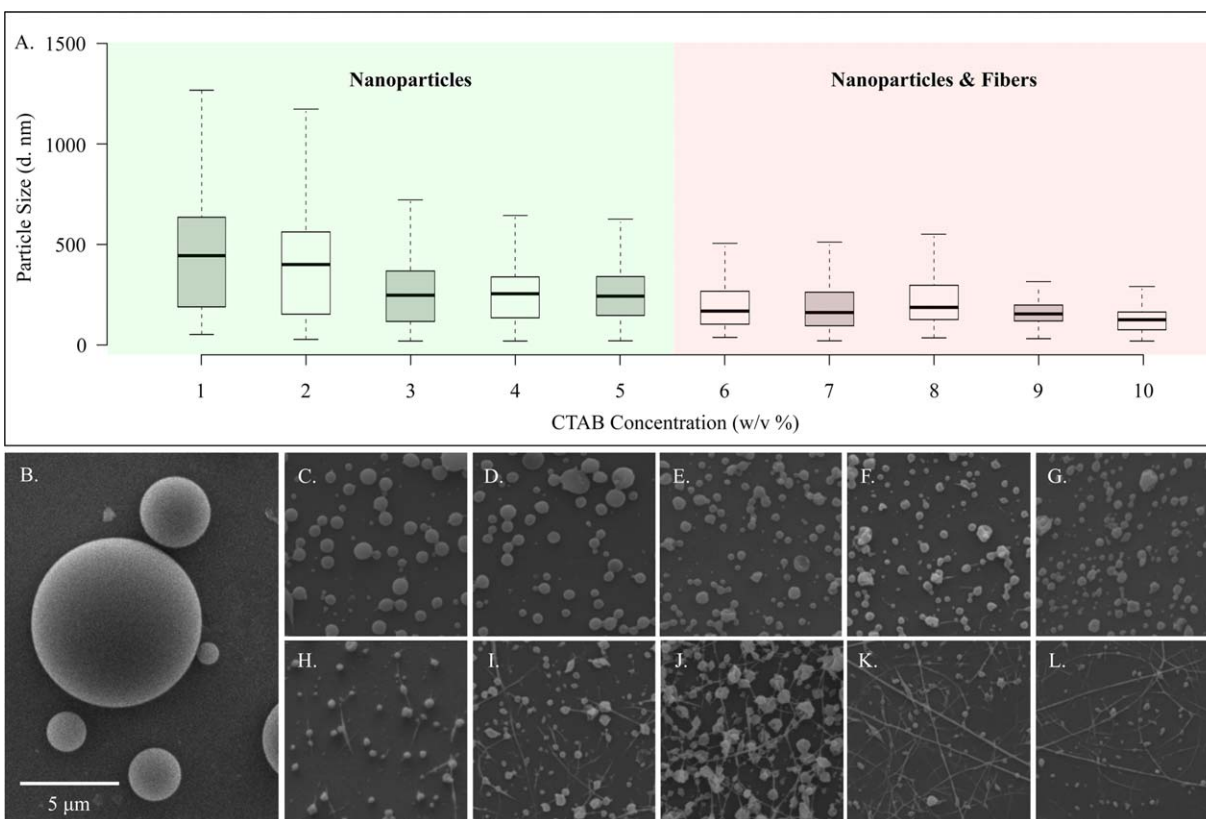 A.
1500
1000
500
0
Particle Size (d. nm)
Nanoparticles
Nanoparticles & Fibers
1 2 3 4 5 6 7 8 9 10
CTAB Concentration (w/v %)
B.
C.
D.
E.
F.
G.
H.
I.
J.
K.
L.
5 μm